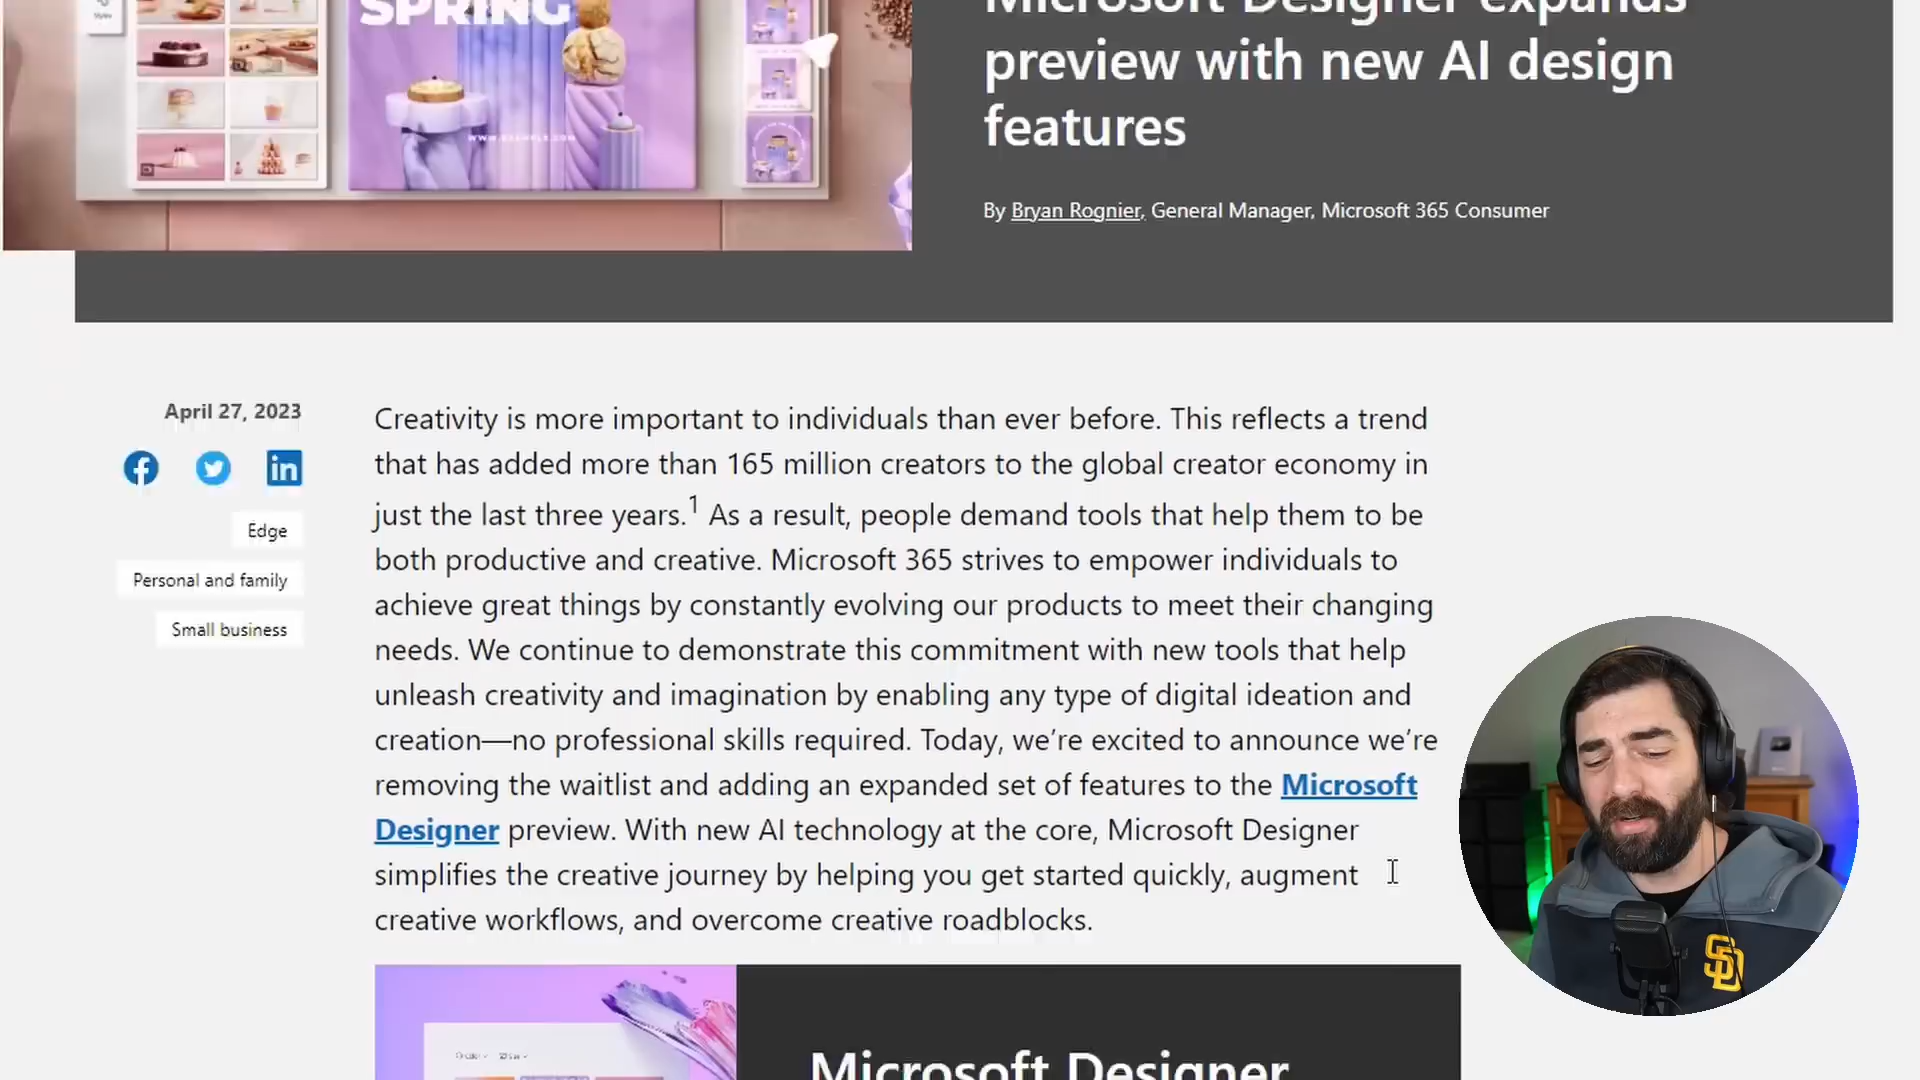 SPRING
WWW.EXAMPLE.COM
Microsoft Designer expands
preview with new AI design
features
By Bryan Rognier, General Manager, Microsoft 365 Consumer
April 27, 2023
Edge
Personal and family
Small business
Creativity is more important to individuals than ever before. This reflects a trend
that has added more than 165 million creators to the global creator economy in
just the last three years.1 As a result, people demand tools that help them to be
both productive and creative. Microsoft 365 strives to empower individuals to
achieve great things by constantly evolving our products to meet their changing
needs. We continue to demonstrate this commitment with new tools that help
unleash creativity and imagination by enabling any type of digital ideation and
creation—no professional skills required. Today, we’re excited to announce we’re
removing the waitlist and adding an expanded set of features to the Microsoft
Designer preview. With new AI technology at the core, Microsoft Designer
simplifies the creative journey by helping you get started quickly, augment
creative workflows, and overcome creative roadblocks.
Microsoft Designer
SD